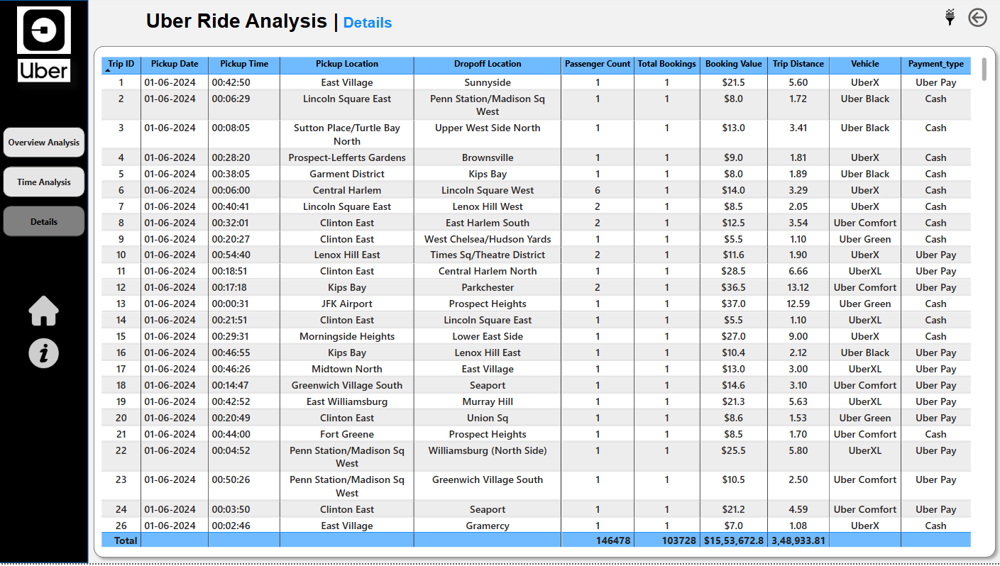 Uber
Uber Ride Analysis | Details
Overview Analysis
Time Analysis
Details
Trip ID Pickup Date Pickup Time Pickup Location Dropoff Location Passenger Count Total Bookings Booking Value Trip Distance Vehicle Payment_type
1 01-06-2024 00:42:50 East Village Sunnyside 1 1 $21.5 5.60 UberX Uber Pay
2 01-06-2024 00:06:29 Lincoln Square East Penn Station/Madison Sq 1 1 $8.0 1.72 Uber Black Cash
West
3 01-06-2024 00:08:05 Sutton Place/Turtle Bay Upper West Side North 1 1 $13.0 3.41 Uber Black Cash
North
4 01-06-2024 00:28:20 Prospect-Lefferts Gardens Brownsville 1 1 $9.0 1.81 UberX Cash
5 01-06-2024 00:38:05 Garment District Kips Bay 1 1 $8.0 1.89 Uber Black Cash
6 01-06-2024 00:06:00 Central Harlem Lincoln Square West 6 1 $14.0 3.29 UberX Cash
7 01-06-2024 00:40:41 Lincoln Square East Lenox Hill West 2 1 $8.5 2.05 UberX Cash
8 01-06-2024 00:32:01 Clinton East East Harlem South 2 1 $12.5 3.54 Uber Comfort Cash
9 01-06-2024 00:20:27 Clinton East West Chelsea/Hudson Yards 1 1 $5.5 1.10 Uber Green Cash
10 01-06-2024 00:54:40 Lenox Hill East Times Sq/Theatre District 2 1 $11.6 1.90 UberX Uber Pay
11 01-06-2024 00:18:51 Clinton East Central Harlem North 1 1 $28.5 6.66 UberXL Uber Pay
12 01-06-2024 00:17:18 Kips Bay Parkchester 2 1 $36.5 13.12 Uber Comfort Uber Pay
13 01-06-2024 00:00:31 JFK Airport Prospect Heights 1 1 $37.0 12.59 Uber Green Cash
14 01-06-2024 00:21:51 Clinton East Lincoln Square East 1 1 $5.5 1.10 UberXL Cash
15 01-06-2024 00:29:31 Morningside Heights Lower East Side 1 1 $27.0 9.00 UberX Cash
16 01-06-2024 00:46:55 Kips Bay Lenox Hill East 1 1 $10.4 2.12 Uber Black Uber Pay
17 01-06-2024 00:46:26 Midtown North East Village 1 1 $13.0 3.00 UberXL Uber Pay
18 01-06-2024 00:14:47 Greenwich Village South Seaport 1 1 $14.6 3.10 Uber Comfort Uber Pay
19 01-06-2024 00:42:52 East Williamsburg Murray Hill 1 1 $21.3 5.63 UberXL Uber Pay
20 01-06-2024 00:20:49 Clinton East Union Sq 1 1 $8.6 1.53 Uber Green Uber Pay
21 01-06-2024 00:44:00 Fort Greene Prospect Heights 1 1 $8.5 1.70 Uber Comfort Cash
22 01-06-2024 00:04:52 Penn Station/Madison Sq Williamsburg (North Side) 1 1 $25.5 5.80 UberXL Uber Pay
West
23 01-06-2024 00:50:26 Penn Station/Madison Sq Greenwich Village South 1 1 $10.5 2.50 Uber Comfort Uber Pay
West
24 01-06-2024 00:03:50 Clinton East Seaport 1 1 $21.2 4.59 Uber Comfort Uber Pay
26 01-06-2024 00:02:46 East Village Gramercy 1 1 $7.0 1.08 UberX Cash
Total 146478 103728 $15,53,672.8 3,48,933.81